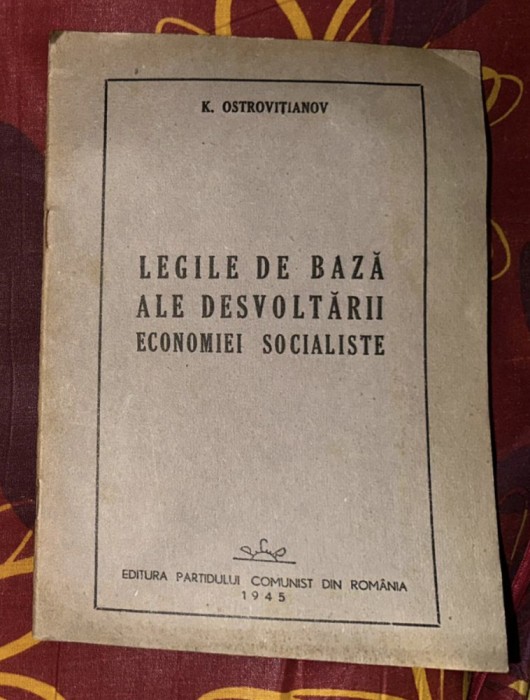 K. OSTROVIȚIANOV
LEGILE DE BAZĂ
ALE DESVOLTĂRII
ECONOMIEI SOCIALISTE
EDITURA PARTIDULUI COMUNIST DIN ROMÂNIA
1945